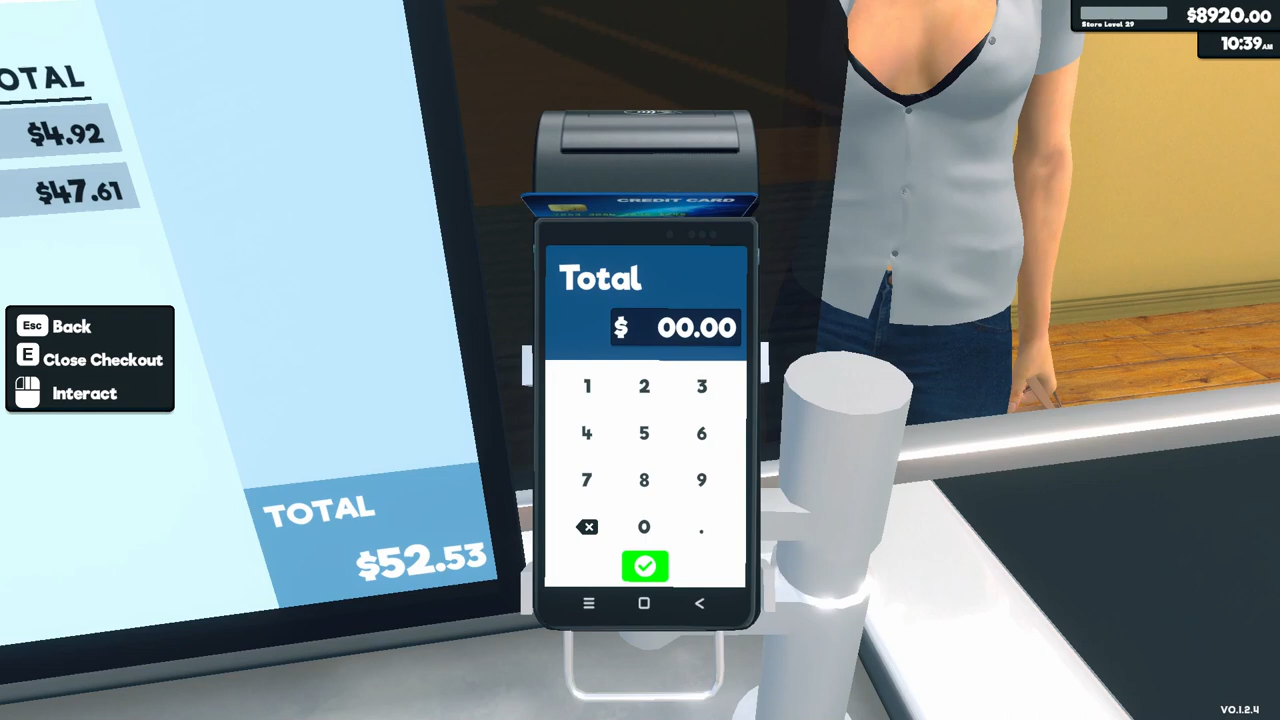 OTAL
$4.92
$47.61
Esc Back
E Close Checkout
Interact
TOTAL
$52.53
CREDIT CARD
Total
$ 00.00
1 2 3
4 5 6
7 8 9
0 .
$8920.00
Store Level 29
10:39AM
V0.1.2.4